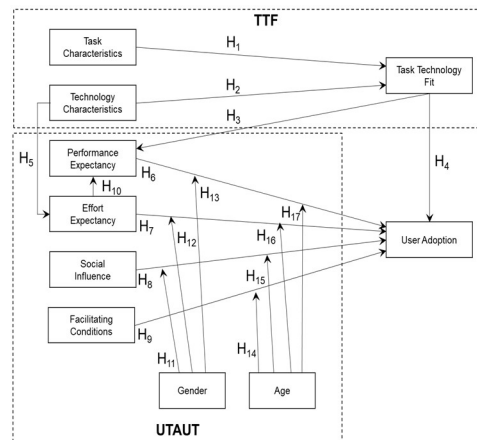 TTF
Task
Characteristics
H1
Task Technology
Fit
Technology
Characteristics
H2
H3
H5
H4
Performance
Expectancy
H6
H10
H13
Effort
Expectancy
H7
H12
H16
H17
User Adoption
Social
Influence
H8
H15
Facilitating
Conditions
H9
H11
H14
Gender
Age
UTAUT